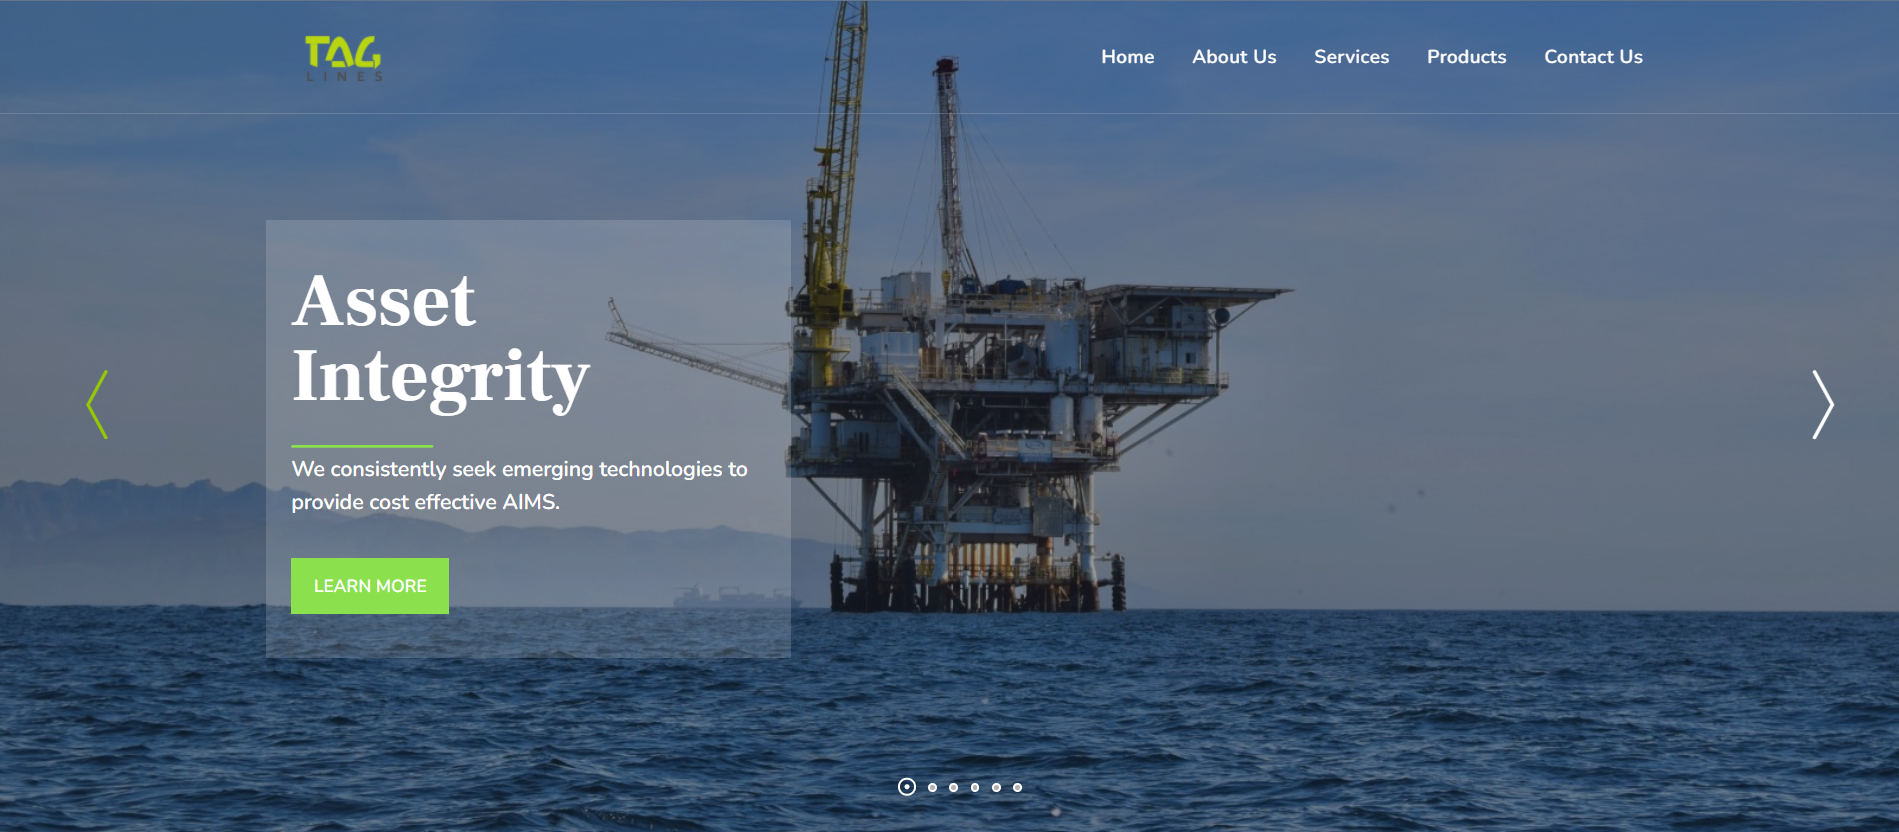 TAG
LINES
Home About Us Services Products Contact Us
Asset
Integrity
We consistently seek emerging technologies to
provide cost effective AIMS.
LEARN MORE